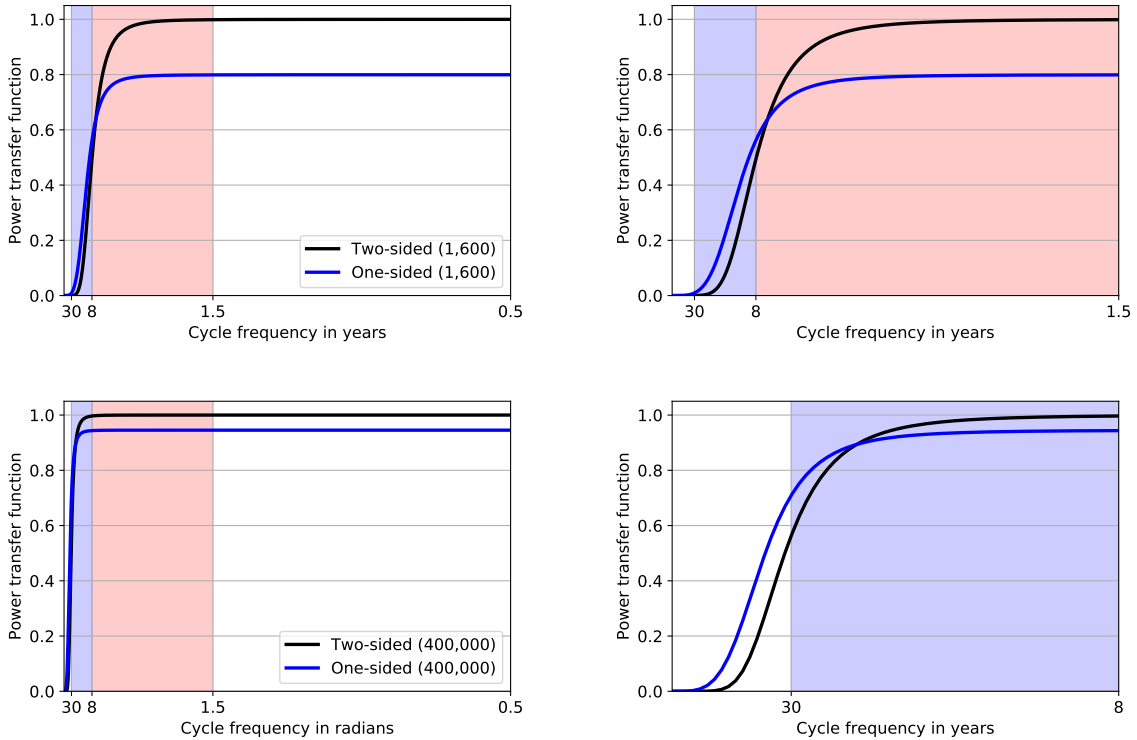 Power transfer function
1.0
0.8
0.6
0.4
0.2
0.0
30 8 1.5 0.5
Cycle frequency in years
Two-sided (1,600)
One-sided (1,600)
Power transfer function
1.0
0.8
0.6
0.4
0.2
0.0
30 8 1.5
Cycle frequency in years
Power transfer function
1.0
0.8
0.6
0.4
0.2
0.0
30 8 1.5 0.5
Cycle frequency in radians
Two-sided (400,000)
One-sided (400,000)
Power transfer function
1.0
0.8
0.6
0.4
0.2
0.0
30 8
Cycle frequency in years